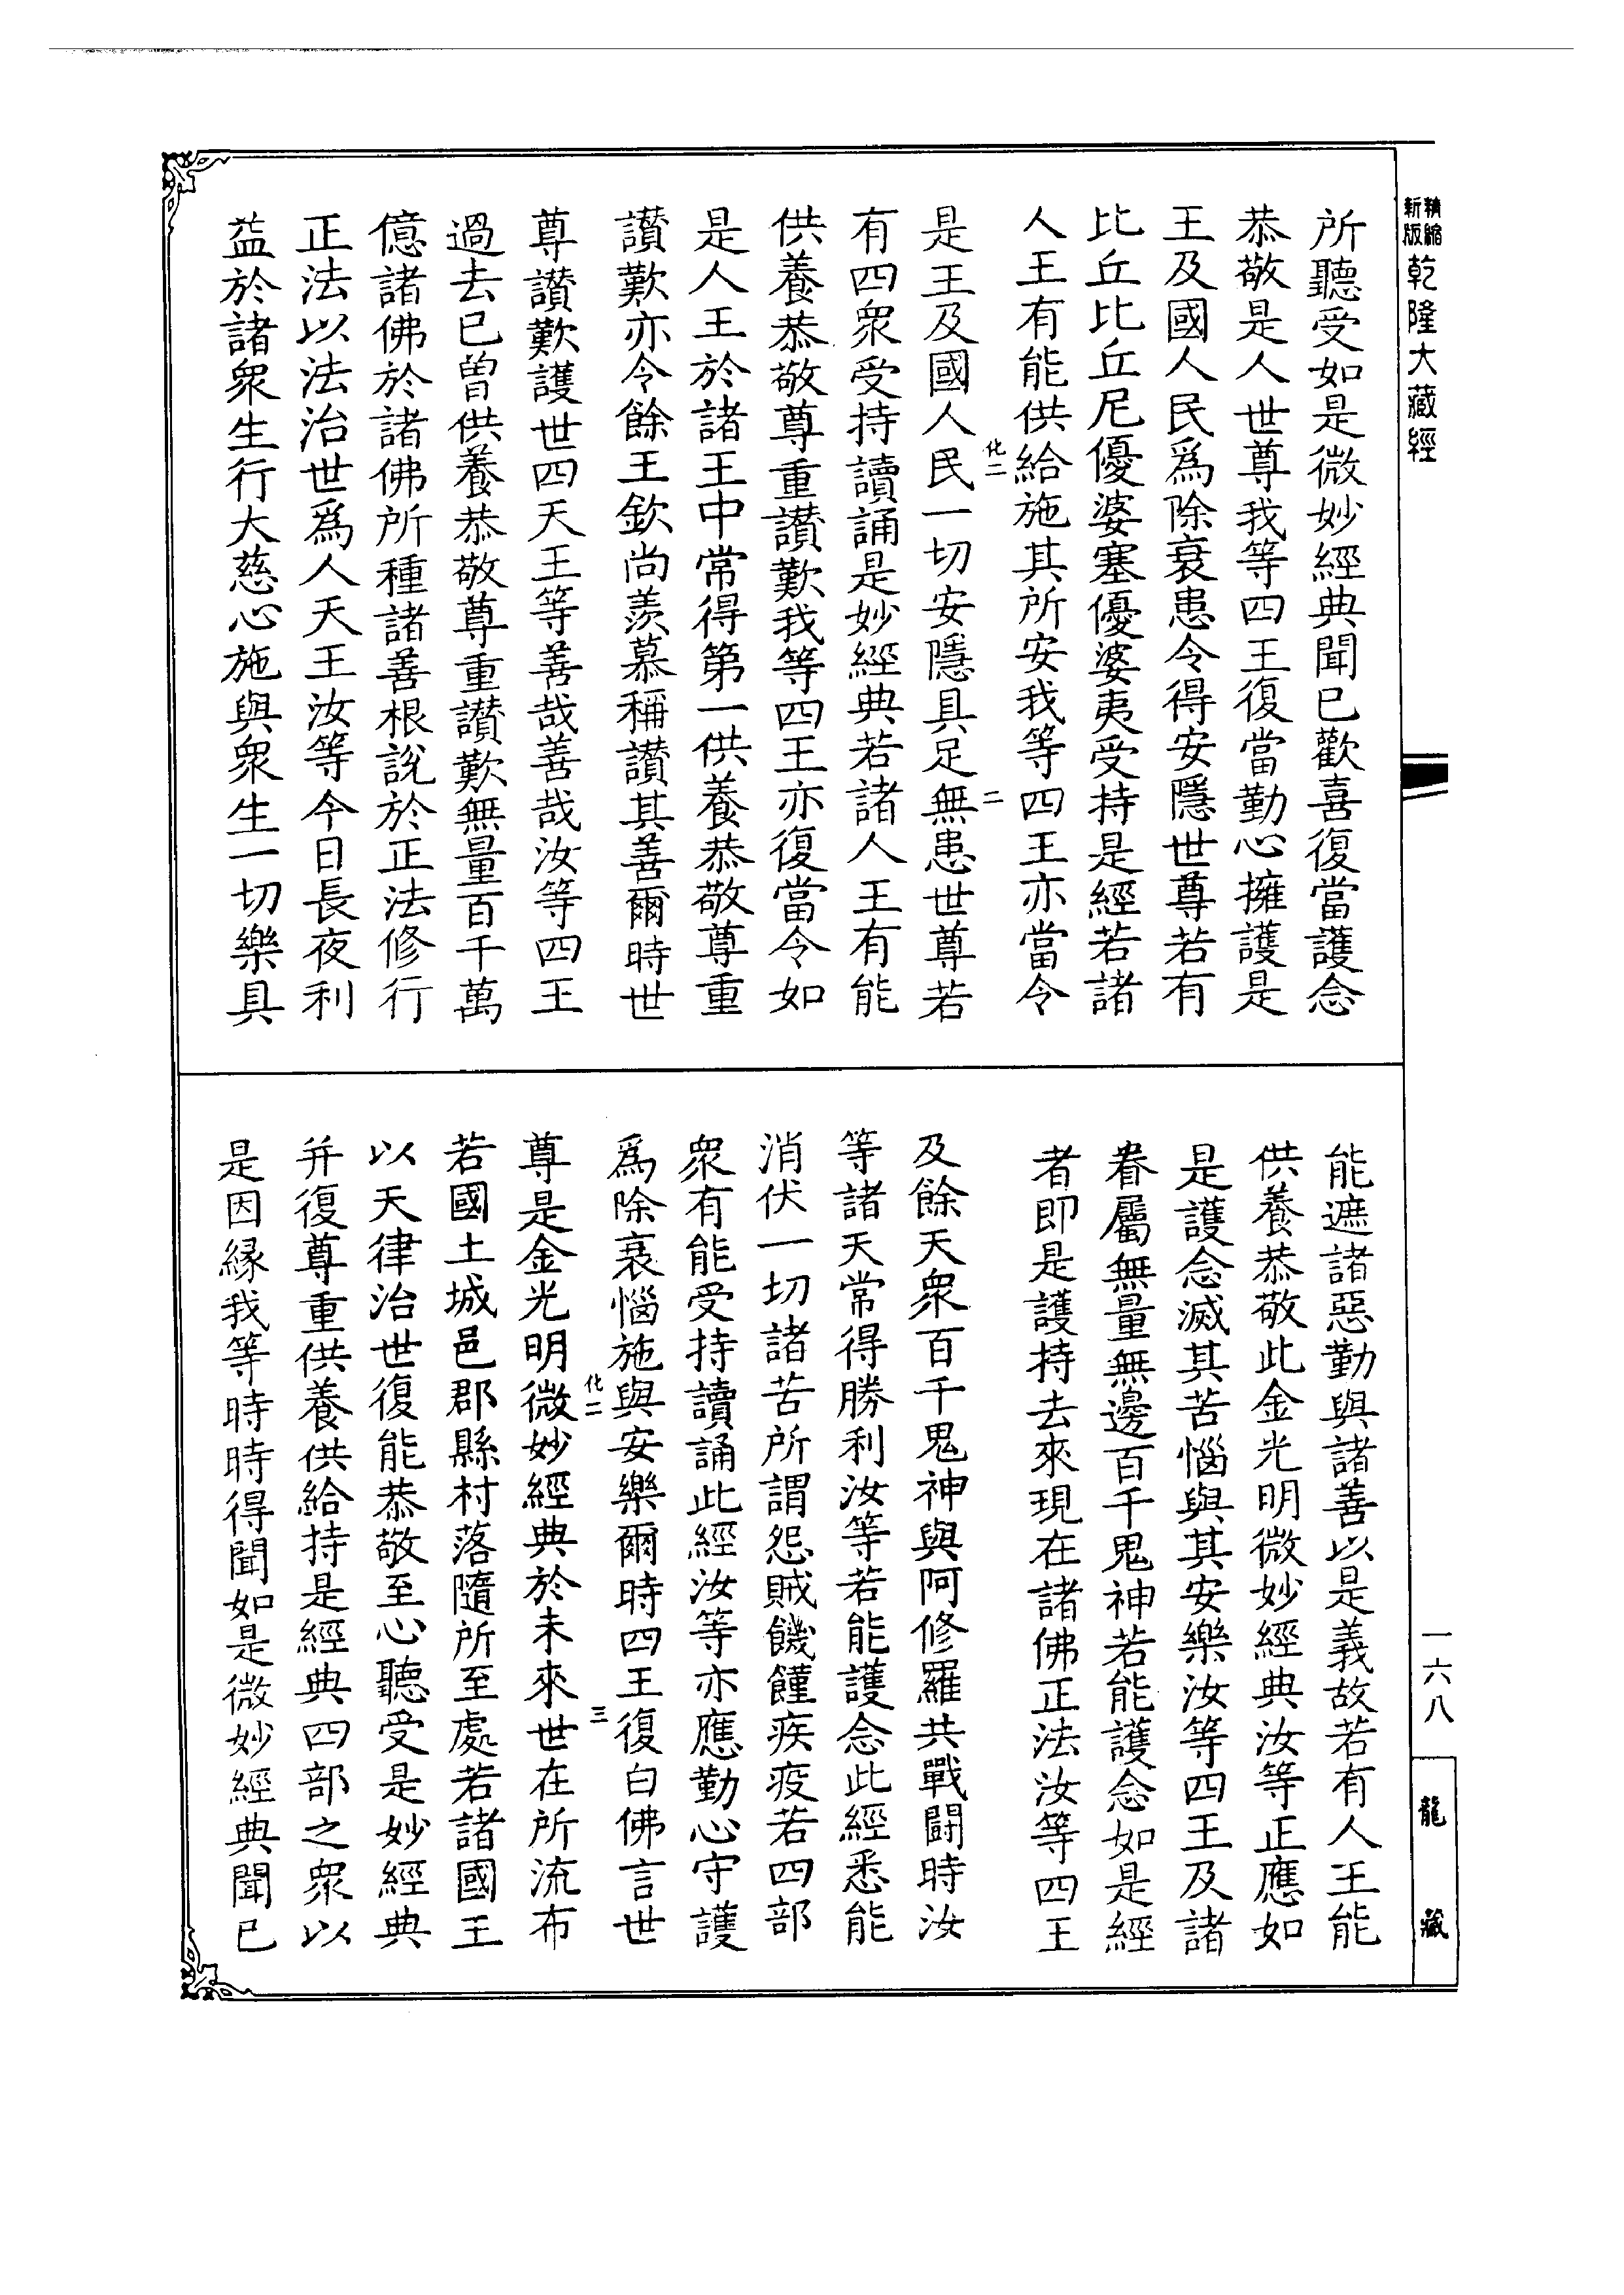 精縮新版乾隆大藏經
所聽受如是微妙經典聞已歡喜復當護念
恭敬是人世尊我等四王復當勤心擁護是
王及國人民爲除衰患令得安隱世尊若有
比丘比丘尼優婆塞優婆夷受持是經若諸
人王有能供給施其所安我等四王亦當令
化二 二
是王及國人民一切安隱具足無患世尊若
有四衆受持讀誦是妙經典若諸人王有能
供養恭敬尊重讚歎我等四王亦復當令如
是人王於諸王中常得第一供養恭敬尊重
讚歎亦令餘王欽尚羨慕稱讚其善爾時世
尊讚歎護世四天王等善哉善哉汝等四王
過去已曾供養恭敬尊重讚歎無量百千萬
億諸佛於諸佛所種諸善根說於正法修行
正法以法治世爲人天王汝等今日長夜利
益於諸衆生行大慈心施與衆生一切樂具
能遮諸惡勤與諸善以是義故若有人王能
供養恭敬此金光明微妙經典汝等正應如
是護念滅其苦惱與其安樂汝等四王及諸
眷屬無量無邊百千鬼神若能護念如是經
者即是護持去來現在諸佛正法汝等四王
及餘天衆百千鬼神與阿修羅共戰鬪時汝
等諸天常得勝利汝等若能護念此經悉能
消伏一切諸苦所謂怨賊饑饉疾疫若四部
衆有能受持讀誦此經汝等亦應勤心守護
爲除衰惱施與安樂爾時四王復白佛言世
化二 三
尊是金光明微妙經典於未來世在所流布
若國土城邑郡縣村落隨所至處若諸國王
以天律治世復能恭敬至心聽受是妙經典
并復尊重供養供給持是經典四部之衆以
是因緣我等時時得聞如是微妙經典聞已
一六八
龍藏